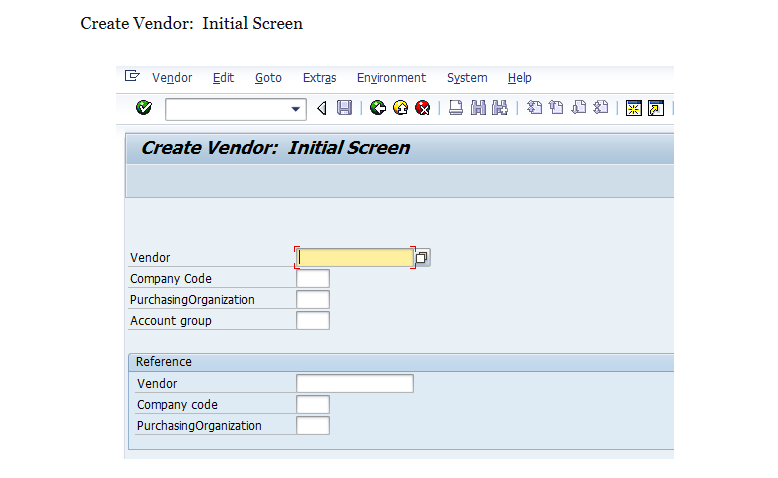 Create Vendor:  Initial Screen
Vendor Edit Goto Extras Environment System Help
Create Vendor:  Initial Screen
Vendor
Company Code
PurchasingOrganization
Account group
Reference
Vendor
Company code
PurchasingOrganization